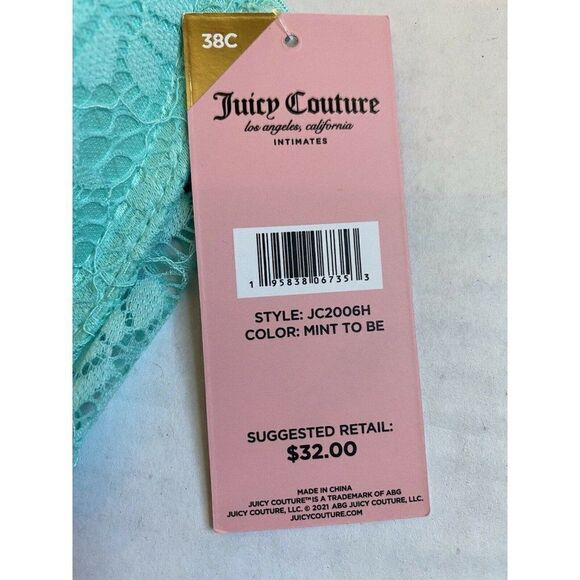 38C
Juicy Couture
los angeles, california
INTIMATES
1 95838 06735 3
STYLE: JC2006H
COLOR: MINT TO BE
SUGGESTED RETAIL:
$32.00
MADE IN CHINA
JUICY COUTURE™ IS A TRADEMARK OF ABG
JUICY COUTURE, LLC. © 2021 ABG JUICY COUTURE, LLC.
JUICYCOUTURE.COM